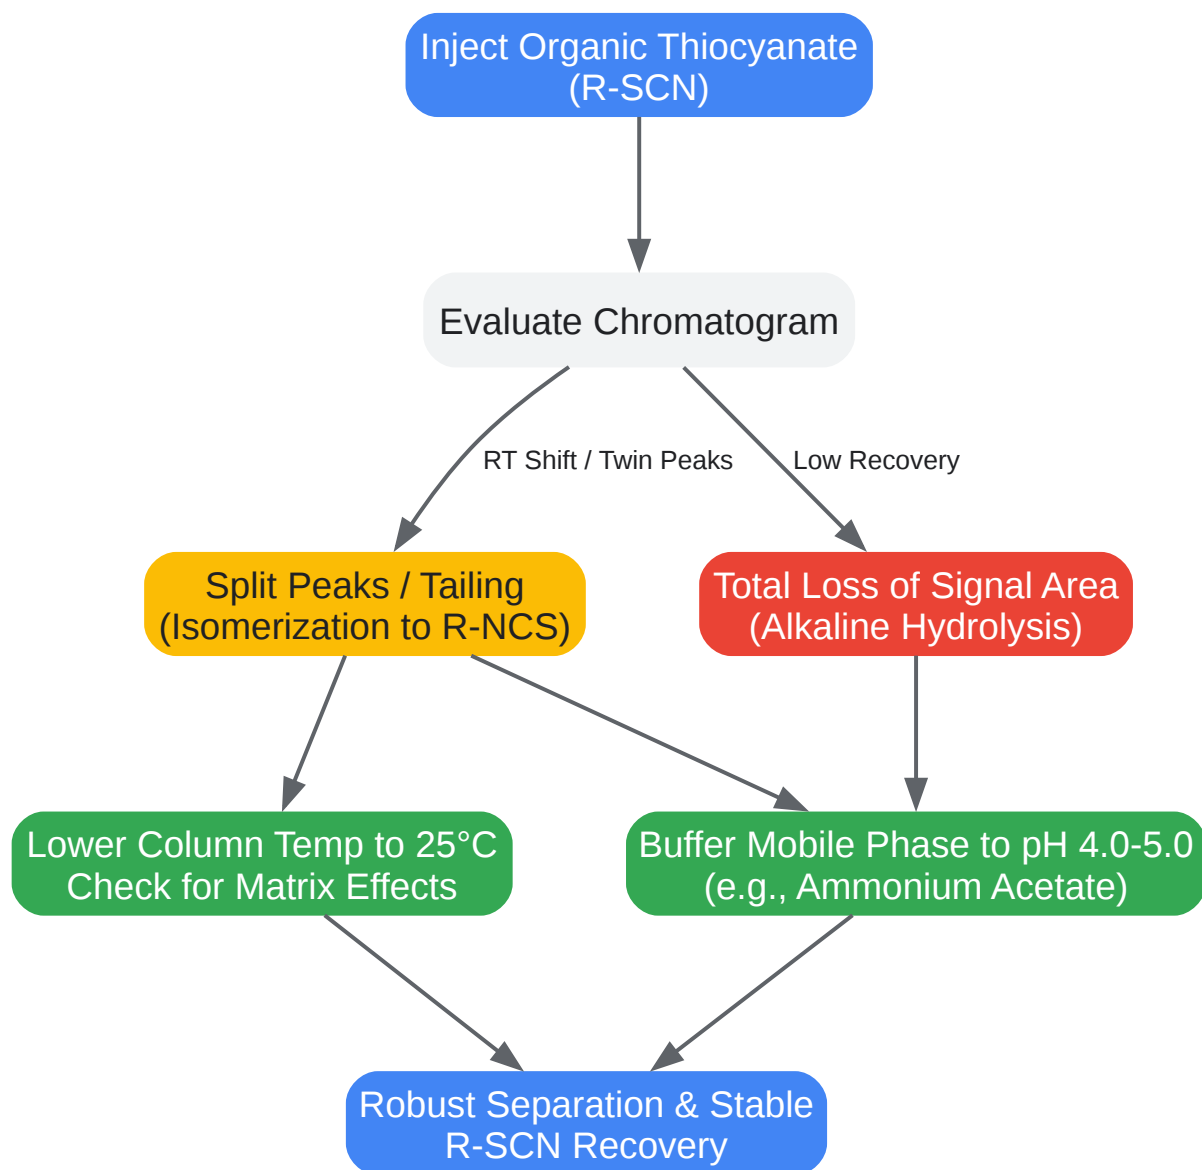 Inject Organic Thiocyanate
(R-SCN)
Evaluate Chromatogram
RT Shift / Twin Peaks
Low Recovery
Split Peaks / Tailing
(Isomerization to R-NCS)
Total Loss of Signal Area
(Alkaline Hydrolysis)
Lower Column Temp to 25°C
Check for Matrix Effects
Buffer Mobile Phase to pH 4.0-5.0
(e.g., Ammonium Acetate)
Robust Separation & Stable
R-SCN Recovery